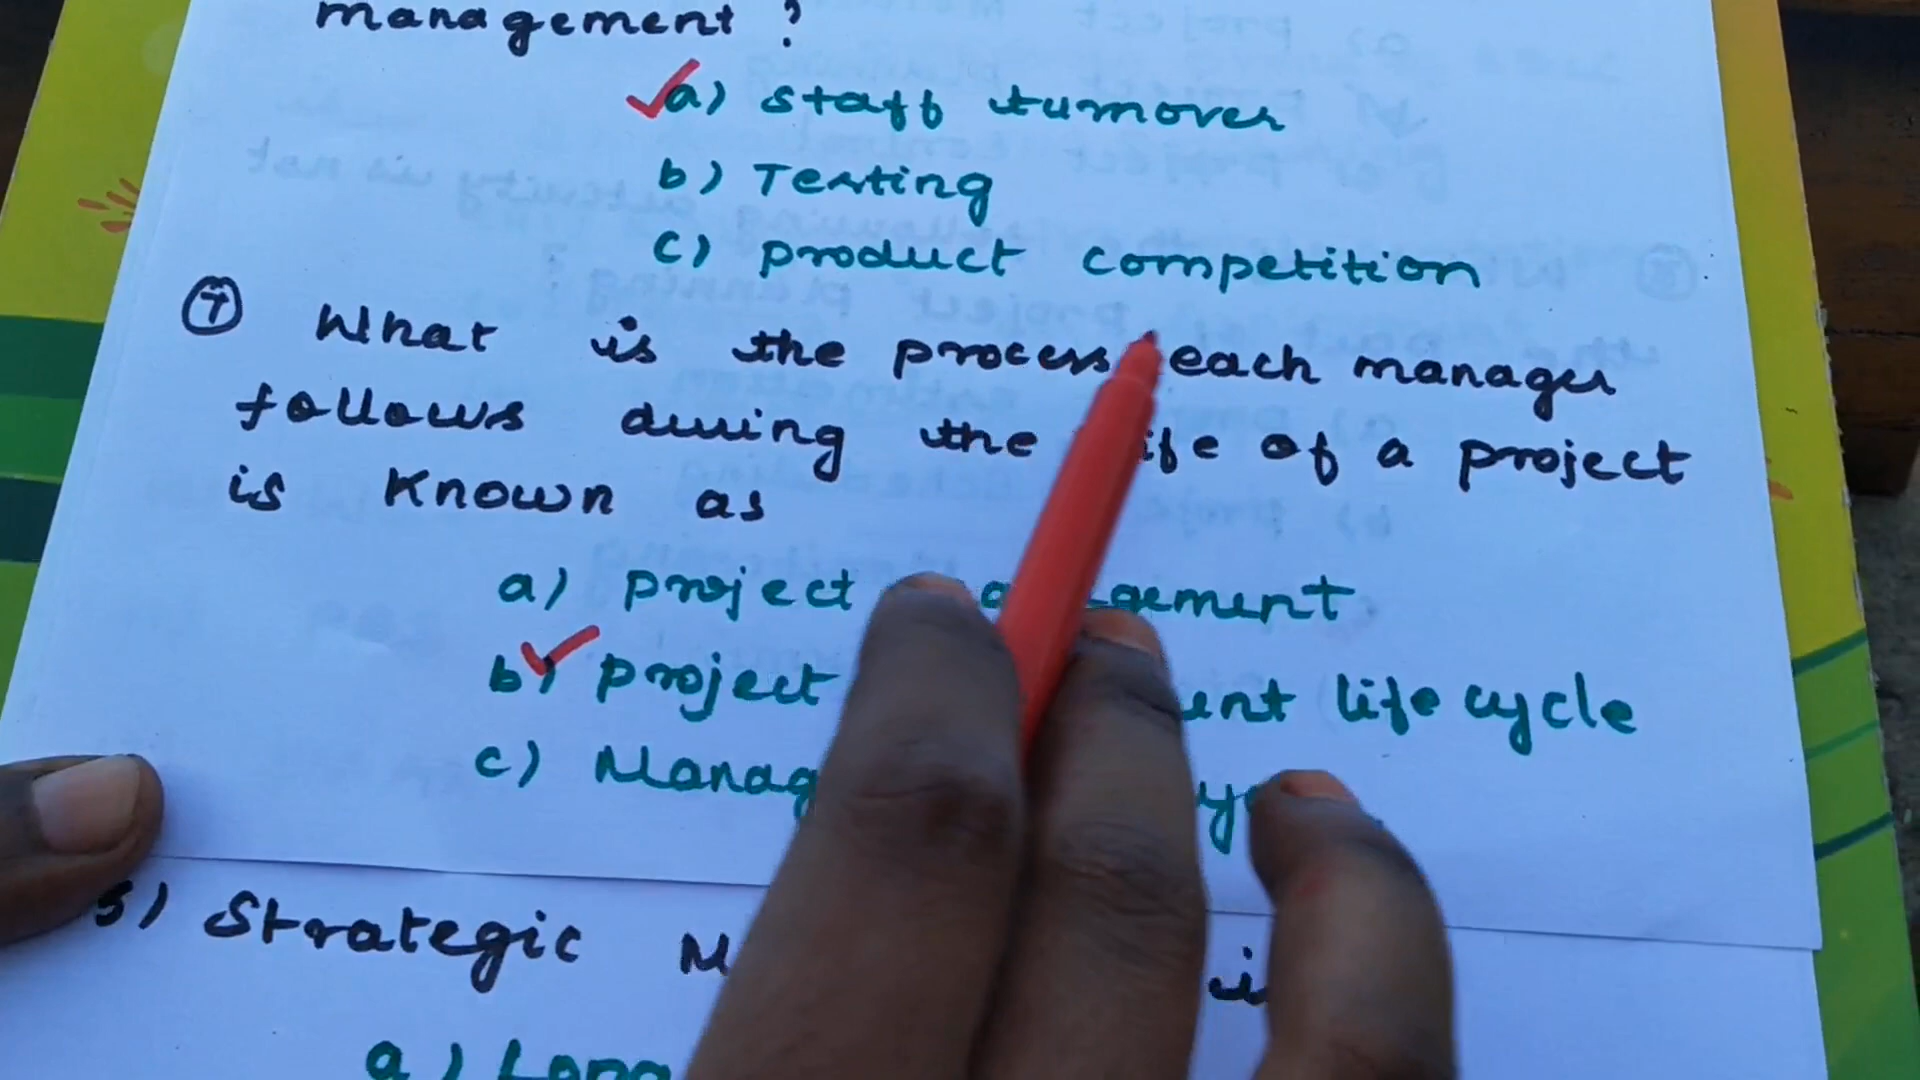 management ?
a) staff turnover
b) Testing
c) product competition
7 What is the process each manager
follows during the life of a project
is known as
a) project
b) project life cycle
c)
5) Strategic
a)